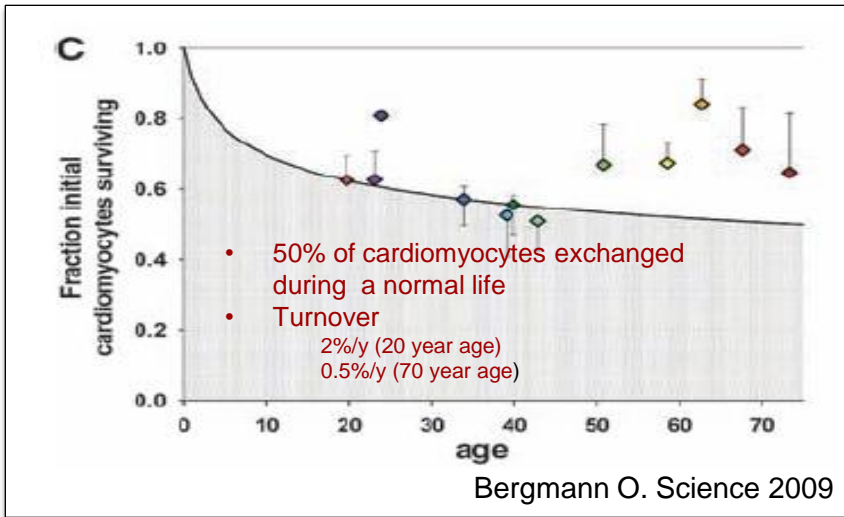 C
1.0
0.8
0.6
0.4
0.2
0.0
Fraction initial
cardiomyocytes surviving
• 50% of cardiomyocytes exchanged
during a normal life
• Turnover
2%/y (20 year age)
0.5%/y (70 year age)
0 10 20 30 40 50 60 70
age
Bergmann O. Science 2009